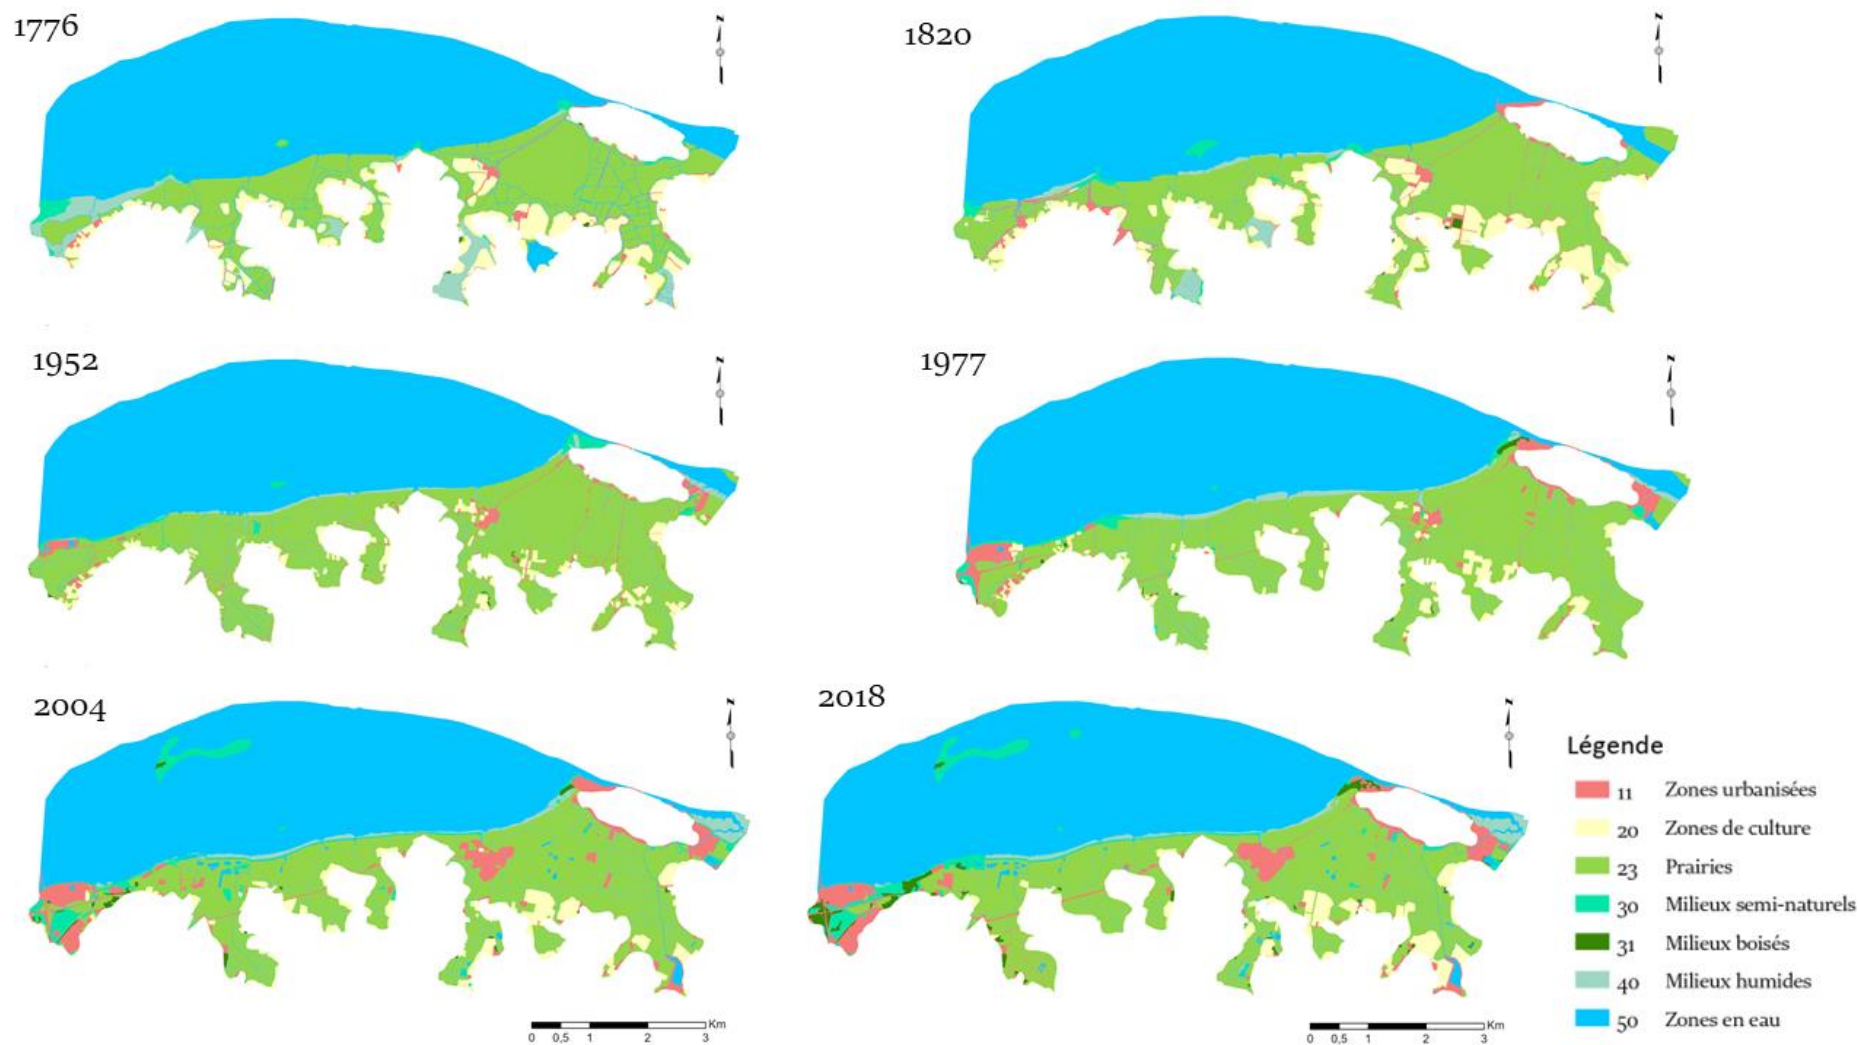 1776
N
1820
N
1952
N
1977
N
2004
N
2018
N
Légende
11 Zones urbanisées
20 Zones de culture
23 Prairies
30 Milieux semi-naturels
31 Milieux boisés
40 Milieux humides
50 Zones en eau
Km
0 0,5 1 2 3
Km
0 0,5 1 2 3